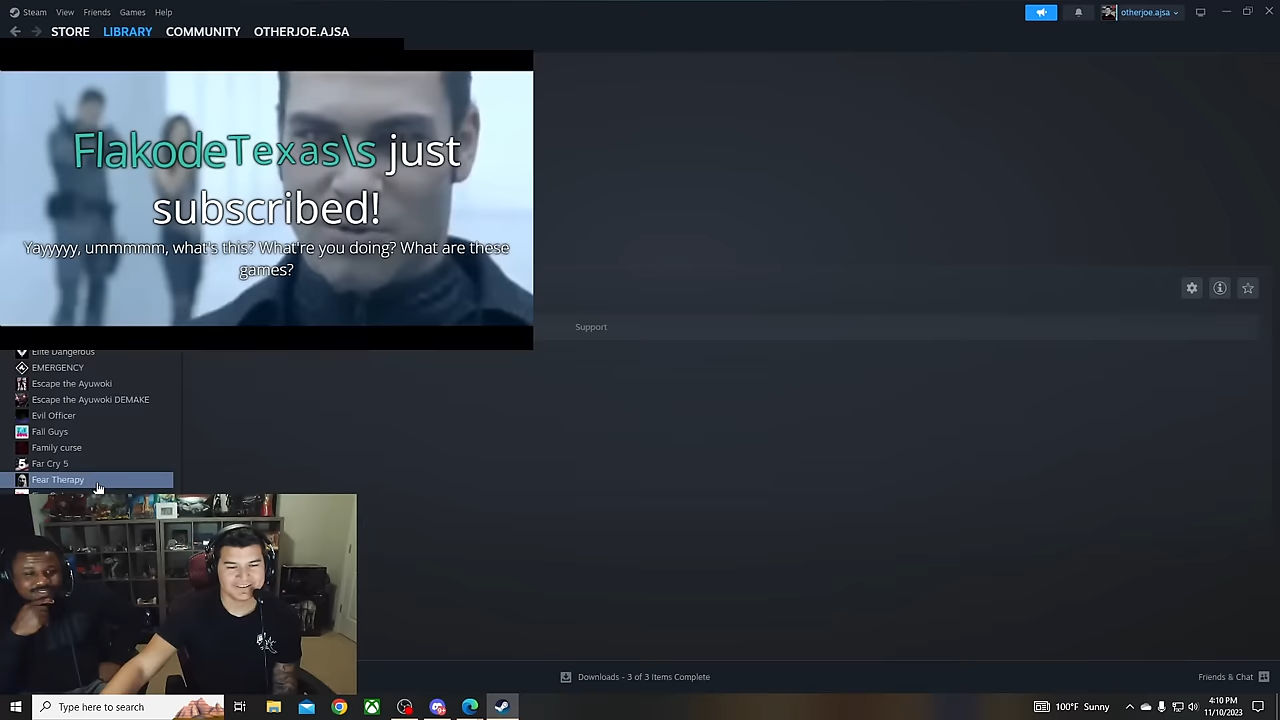 Steam View Friends Games Help
otherjoe.ajsa
STORE LIBRARY COMMUNITY OTHERJOE.AJSA
FlakodeTexas\s just
subscribed!
Yayyyyy, ummmmm, what's this? What're you doing? What are these
games?
Support
Elite Dangerous
EMERGENCY
Escape the Ayuwoki
Escape the Ayuwoki DEMAKE
Evil Officer
Fall Guys
Family curse
Far Cry 5
Fear Therapy
Downloads - 3 of 3 Items Complete
Friends & Chat
Type here to search
100°F Sunny
4:10 PM
11/10/2023